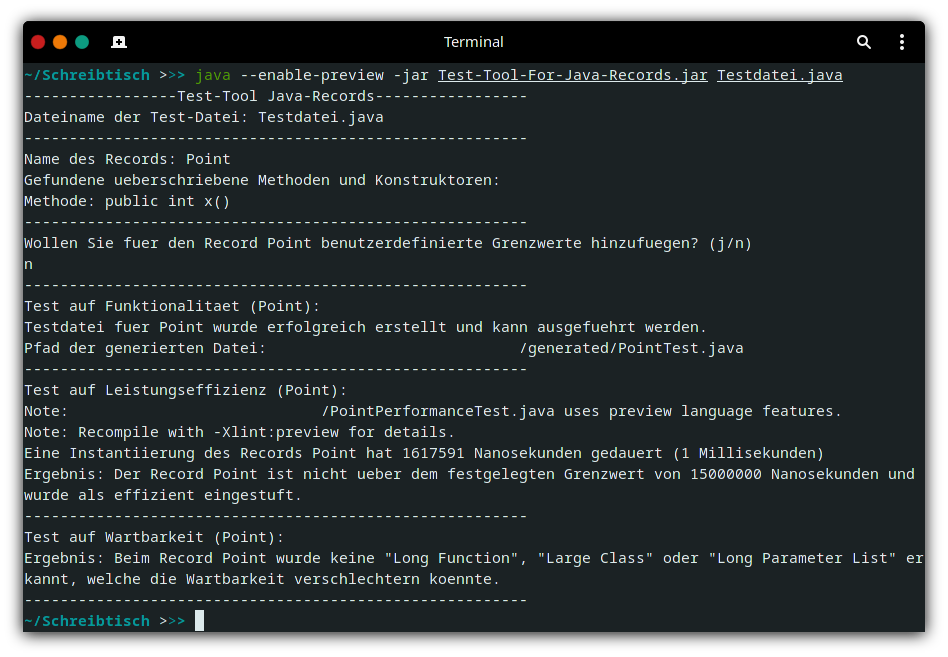 Terminal
~/Schreibtisch >>> java --enable-preview -jar Test-Tool-For-Java-Records.jar Testdatei.java
-----------------Test-Tool Java-Records-----------------
Dateiname der Test-Datei: Testdatei.java
--------------------------------------------------------
Name des Records: Point
Gefundene ueberschriebene Methoden und Konstruktoren:
Methode: public int x()
--------------------------------------------------------
Wollen Sie fuer den Record Point benutzerdefinierte Grenzwerte hinzufuegen? (j/n)
n
--------------------------------------------------------
Test auf Funktionalitaet (Point):
Testdatei fuer Point wurde erfolgreich erstellt und kann ausgefuehrt werden.
Pfad der generierten Datei:                            /generated/PointTest.java
--------------------------------------------------------
Test auf Leistungseffizienz (Point):
Note:                            /PointPerformanceTest.java uses preview language features.
Note: Recompile with -Xlint:preview for details.
Eine Instantiierung des Records Point hat 1617591 Nanosekunden gedauert (1 Millisekunden)
Ergebnis: Der Record Point ist nicht ueber dem festgelegten Grenzwert von 15000000 Nanosekunden und
wurde als effizient eingestuft.
--------------------------------------------------------
Test auf Wartbarkeit (Point):
Ergebnis: Beim Record Point wurde keine "Long Function", "Large Class" oder "Long Parameter List" er
kannt, welche die Wartbarkeit verschlechtern koennte.
--------------------------------------------------------
~/Schreibtisch >>>